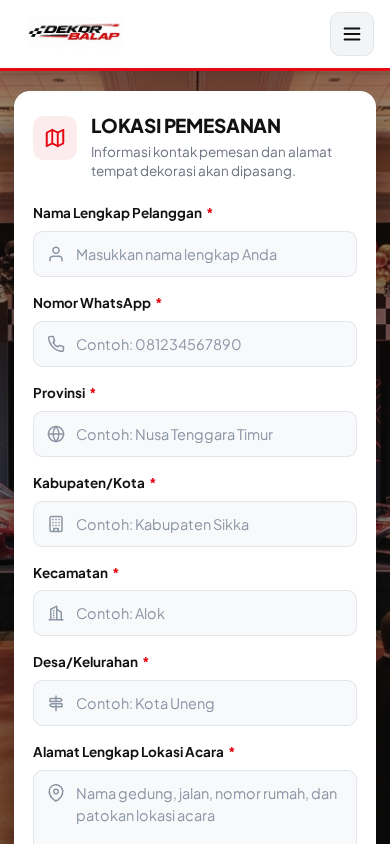 DEKOR
BALAP
LOKASI PEMESANAN
Informasi kontak pemesan dan alamat
tempat dekorasi akan dipasang.
Nama Lengkap Pelanggan *
Masukkan nama lengkap Anda
Nomor WhatsApp *
Contoh: 081234567890
Provinsi *
Contoh: Nusa Tenggara Timur
Kabupaten/Kota *
Contoh: Kabupaten Sikka
Kecamatan *
Contoh: Alok
Desa/Kelurahan *
Contoh: Kota Uneng
Alamat Lengkap Lokasi Acara *
Nama gedung, jalan, nomor rumah, dan
patokan lokasi acara